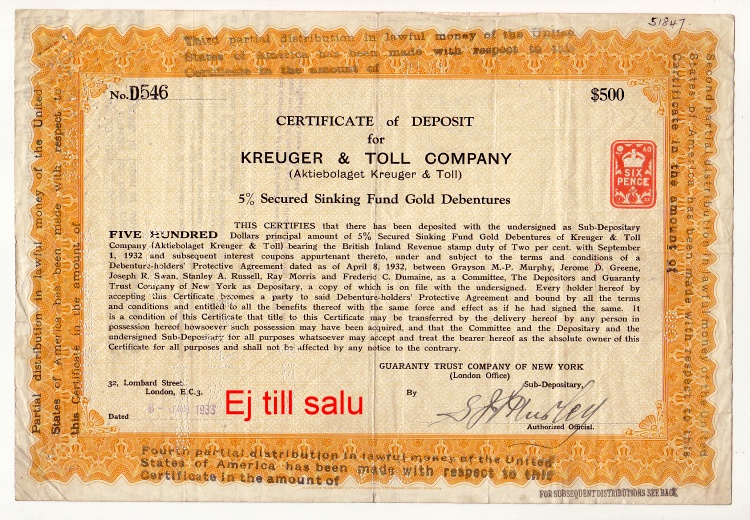 51847-
Third partial distribution in lawful money of the United
States of America has been made with respect to this
Certificate in the amount of
Partial distribution in lawful money of the United
States of America has been made with respect to
this Certificate in the amount of
Second partial distribution in lawful money of the United
States of America has been made with respect to this
Certificate in the amount of
No. D546
$500
CERTIFICATE of DEPOSIT
for
KREUGER & TOLL COMPANY
(Aktiebolaget Kreuger & Toll)
5% Secured Sinking Fund Gold Debentures
SIX
PENCE
THIS CERTIFIES that there has been deposited with the undersigned as Sub-Depositary
FIVE HUNDRED Dollars principal amount of 5% Secured Sinking Fund Gold Debentures of Kreuger & Toll
Company (Aktiebolaget Kreuger & Toll) bearing the British Inland Revenue stamp duty of Two per cent. with September
1, 1932 and subsequent interest coupons appurtenant thereto, under and subject to the terms and conditions of a
Debenture-holders' Protective Agreement dated as of April 8, 1932, between Grayson M.-P. Murphy, Jerome D. Greene,
Joseph R. Swan, Stanley A. Russell, Ray Morris and Frederic C. Dumaine, as a Committee, The Depositors and Guaranty
Trust Company of New York as Depositary, a copy of which is on file with the undersigned. Every holder hereof by
accepting this Certificate becomes a party to said Debenture-holders' Protective Agreement and bound by all the terms
and conditions and entitled to all the benefits thereof with the same force and effect as if he had signed the same. It
is a condition of this Certificate that title to this Certificate may be transferred by the delivery hereof by any person in
possession hereof howsoever such possession may have been acquired, and that the Committee and the Depositary and the
undersigned Sub-Depositary for all purposes whatsoever may accept and treat the bearer hereof as the absolute owner of this
Certificate for all purposes and shall not be affected by any notice to the contrary.
GUARANTY TRUST COMPANY OF NEW YORK
(London Office)
Sub-Depositary,
32, Lombard Street,
London, E.C.3.
By
Dated 1933
Ej till salu
Authorized Official.
Fourth partial distribution in lawful money of the United
States of America has been made with respect to this
Certificate in the amount of
FOR SUBSEQUENT DISTRIBUTIONS SEE BACK